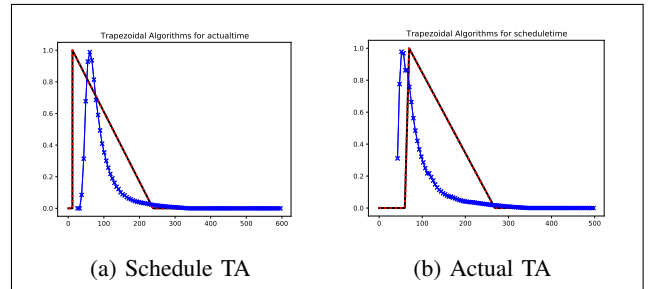 Trapezoidal Algorithms for actualtime
1.0
0.8
0.6
0.4
0.2
0.0
0 100 200 300 400 500 600
(a) Schedule TA
Trapezoidal Algorithms for scheduletime
1.0
0.8
0.6
0.4
0.2
0.0
0 100 200 300 400 500
(b) Actual TA